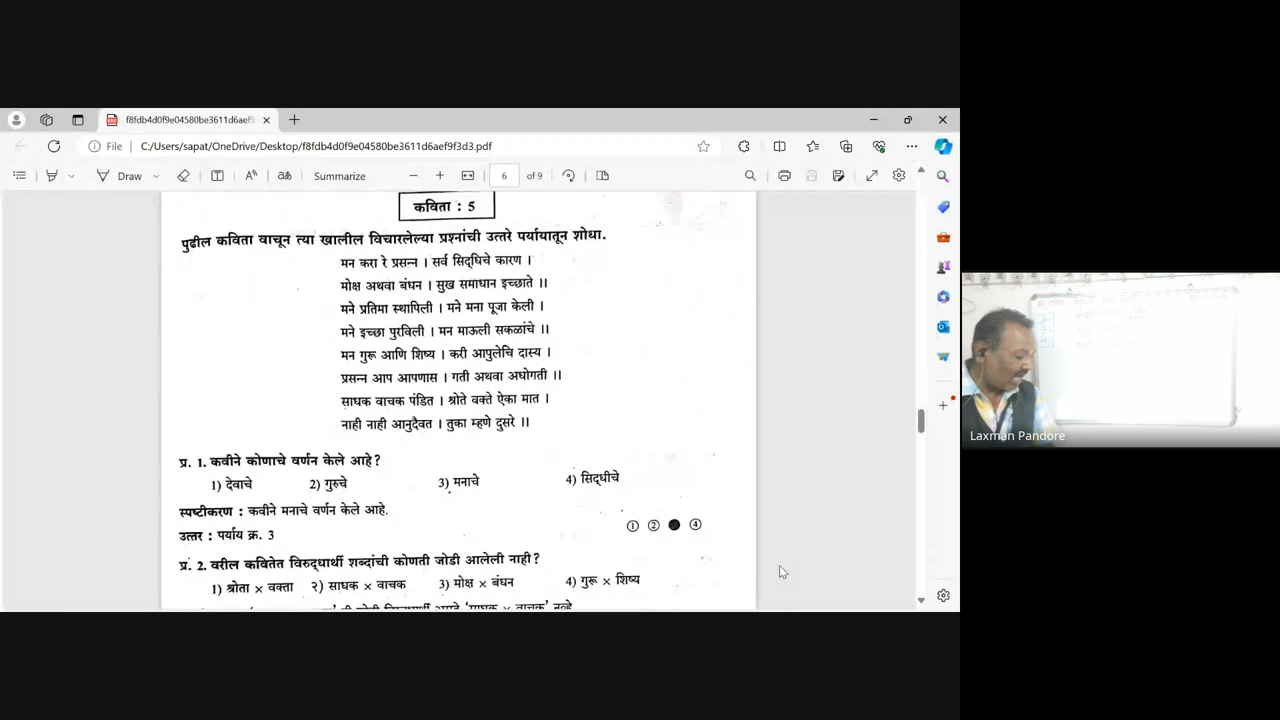 f8fdb4d0f9e04580be3611d6aef9
File
C:/Users/sapat/OneDrive/Desktop/f8fdb4d0f9e04580be3611d6aef9f3d3.pdf
Draw
Summarize
6 of 9
कविता : 5
पुढील कविता वाचून त्या खालील विचारलेल्या प्रश्नांची उत्तरे पर्यायातून शोधा.
मन करा रे प्रसन्न । सर्व सिद्धिचे कारण ।
मोक्ष अथवा बंधन । सुख समाधान इच्छाते ।।
मने प्रतिमा स्थापिली । मने मना पूजा केली ।
मने इच्छा पुरविली । मन माऊली सकळांचे ।।
मन गुरू आणि शिष्य । करी आपुलेचि दास्य ।
प्रसन्न आप आपणास । गती अथवा अधोगती ।।
साधक वाचक पंडित । श्रोते वक्ते ऐका मात ।
नाही नाही आनुदैवत । तुका म्हणे दुसरे ।।
प्र. 1. कवीने कोणाचे वर्णन केले आहे?
1) देवाचे 2) गुरुचे 3) मनाचे 4) सिद्धीचे
स्पष्टीकरण : कवीने मनाचे वर्णन केले आहे.
① ② ④
उत्तर : पर्याय क्र. 3
प्र. 2. वरील कवितेत विरुद्धार्थी शब्दांची कोणती जोडी आलेली नाही?
1) श्रोता × वक्ता २) साधक × वाचक 3) मोक्ष × बंधन 4) गुरू × शिष्य
Laxman Pandore